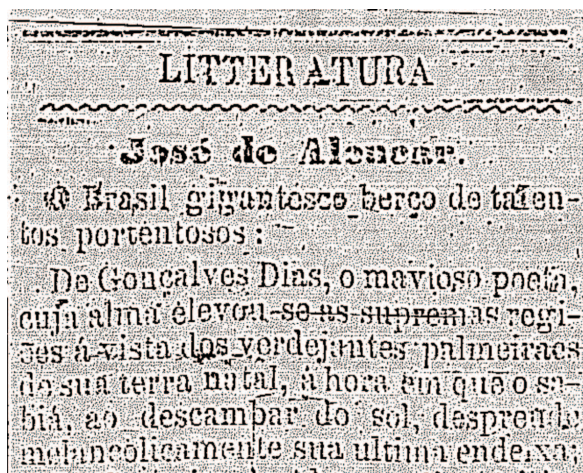 LITTERATURA
José de Alencar.
O Brasil gigantesco berço de talen-
tos portentosos:
De Gonçalves Dias, o mavioso poeta,
cuja alma elevou-se as supremas regi-
ões á vista dos verdejantes palmeiraes
de sua terra natal, á hora em que o sa-
biá, ao descambar do sol, desprende
melancolicamente sua ultima endeixa;